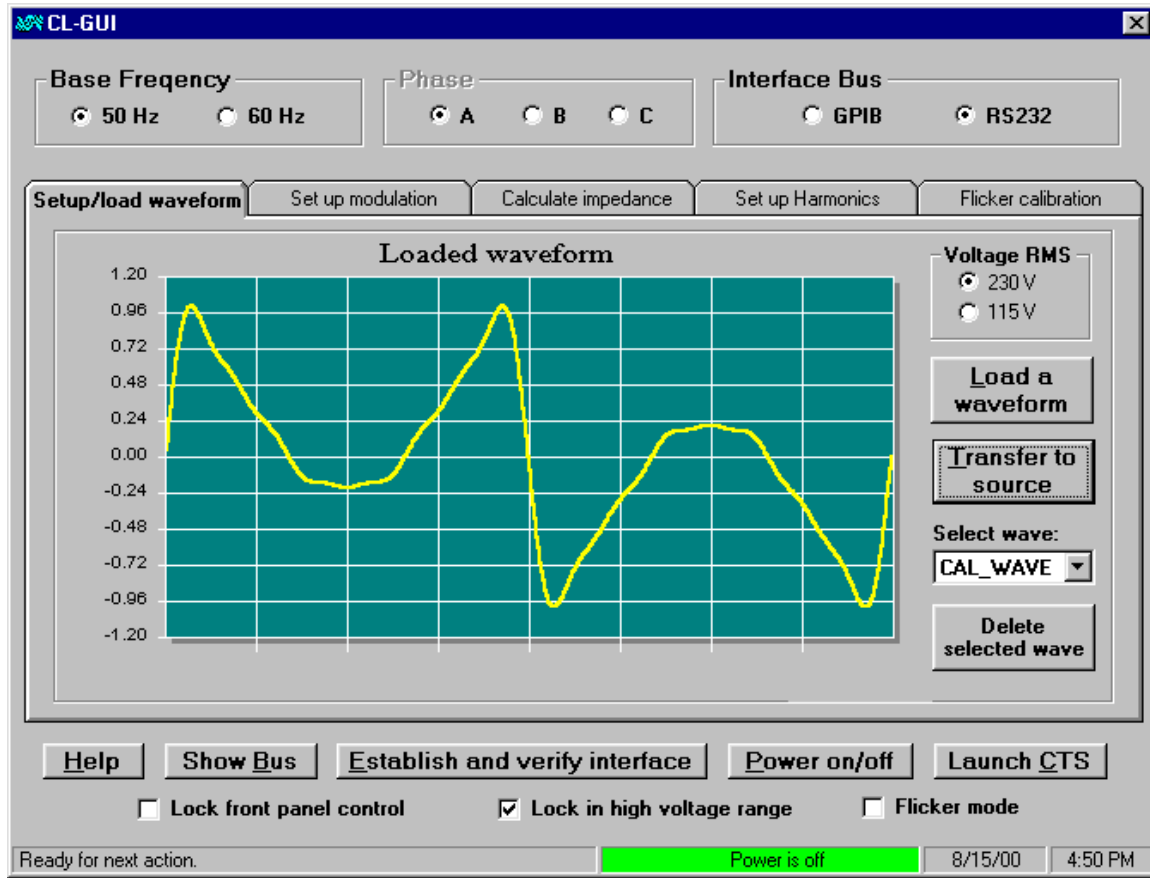 CL-GUI
Base Freqency
50 Hz 60 Hz
Phase
A B C
Interface Bus
GPIB RS232
Setup/load waveform Set up modulation Calculate impedance Set up Harmonics Flicker calibration
Loaded waveform
1.20
0.96
0.72
0.48
0.24
0.00
-0.24
-0.48
-0.72
-0.96
-1.20
Voltage RMS
230 V
115 V
Load a
waveform
Transfer to
source
Select wave:
CAL_WAVE
Delete
selected wave
Help Show Bus Establish and verify interface Power on/off Launch CTS
Lock front panel control Lock in high voltage range Flicker mode
Ready for next action. Power is off 8/15/00 4:50 PM